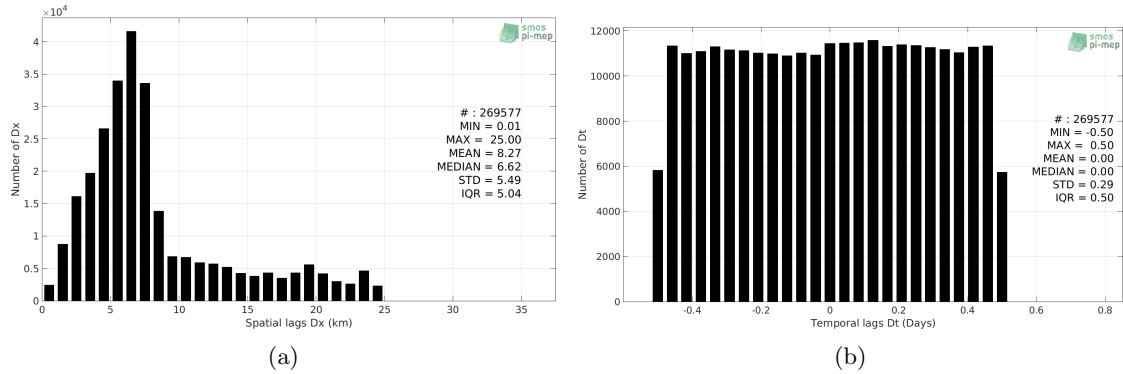 ×10⁴
4
3.5
3
2.5
2
1.5
1
0.5
0
Number of Dx
0 5 10 15 20 25 30 35
Spatial lags Dx (km)
smos
pi-mep
# : 269577
MIN = 0.01
MAX = 25.00
MEAN = 8.27
MEDIAN = 6.62
STD = 5.49
IQR = 5.04
(a)
12000
10000
8000
6000
4000
2000
0
Number of Dt
-0.4 -0.2 0 0.2 0.4 0.6 0.8
Temporal lags Dt (Days)
smos
pi-mep
# : 269577
MIN = -0.50
MAX = 0.50
MEAN = 0.00
MEDIAN = 0.00
STD = 0.29
IQR = 0.50
(b)